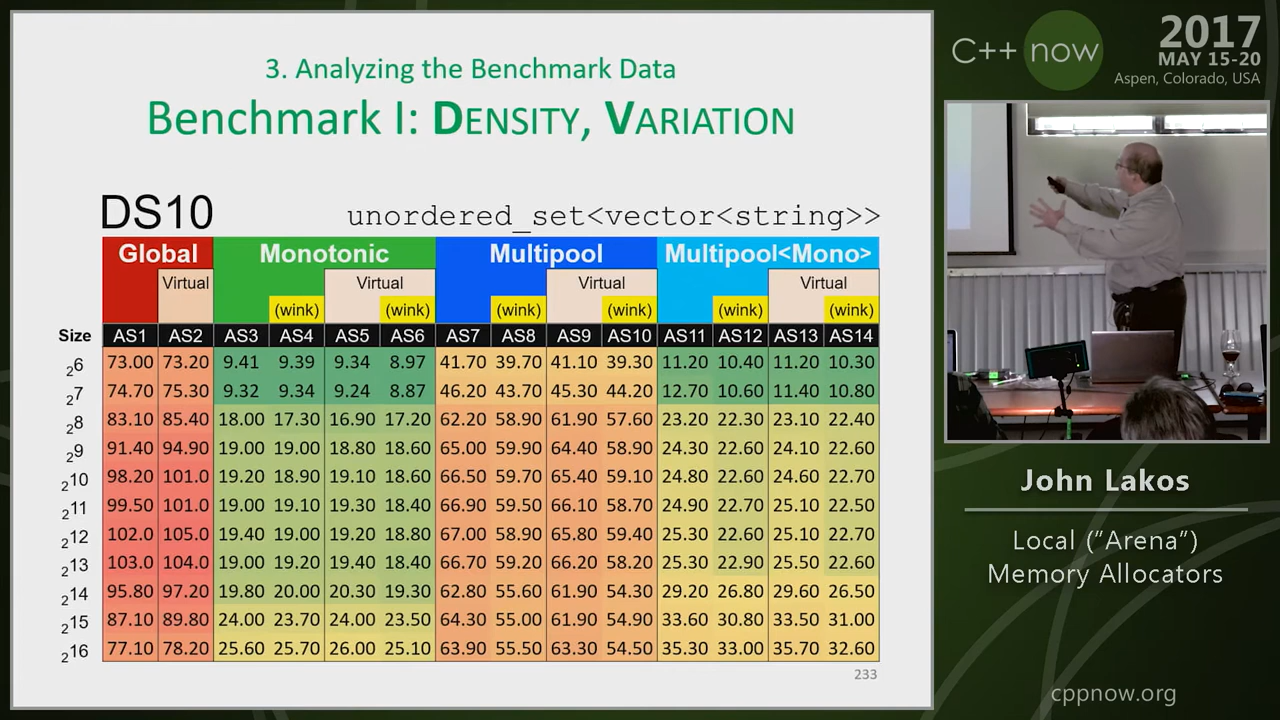 3. Analyzing the Benchmark Data
Benchmark I: DENSITY, VARIATION
DS10
unordered_set<vector<string>>
Global Monotonic Multipool Multipool<Mono>
Virtual Virtual Virtual Virtual
(wink) (wink) (wink) (wink) (wink) (wink)
Size AS1 AS2 AS3 AS4 AS5 AS6 AS7 AS8 AS9 AS10 AS11 AS12 AS13 AS14
26 73.00 73.20 9.41 9.39 9.34 8.97 41.70 39.70 41.10 39.30 11.20 10.40 11.20 10.30
27 74.70 75.30 9.32 9.34 9.24 8.87 46.20 43.70 45.30 44.20 12.70 10.60 11.40 10.80
28 83.10 85.40 18.00 17.30 16.90 17.20 62.20 58.90 61.90 57.60 23.20 22.30 23.10 22.40
29 91.40 94.90 19.00 19.00 18.80 18.60 65.00 59.90 64.40 58.90 24.30 22.60 24.10 22.60
210 98.20 101.0 19.20 18.90 19.10 18.60 66.50 59.70 65.40 59.10 24.80 22.60 24.60 22.70
211 99.50 101.0 19.00 19.10 19.30 18.40 66.90 59.50 66.10 58.70 24.90 22.70 25.10 22.50
212 102.0 105.0 19.40 19.00 19.20 18.80 67.00 58.90 65.80 59.40 25.30 22.60 25.10 22.70
213 103.0 104.0 19.00 19.20 19.40 18.40 66.70 59.20 66.20 58.20 25.30 22.90 25.50 22.60
214 95.80 97.20 19.80 20.00 20.30 19.30 62.80 55.60 61.90 54.30 29.20 26.80 29.60 26.50
215 87.10 89.80 24.00 23.70 24.00 23.50 64.30 55.00 61.90 54.90 33.60 30.80 33.50 31.00
216 77.10 78.20 25.60 25.70 26.00 25.10 63.90 55.50 63.30 54.50 35.30 33.00 35.70 32.60
233
C++ now
2017
MAY 15-20
Aspen, Colorado, USA
John Lakos
Local (”Arena”)
Memory Allocators
cppnow.org